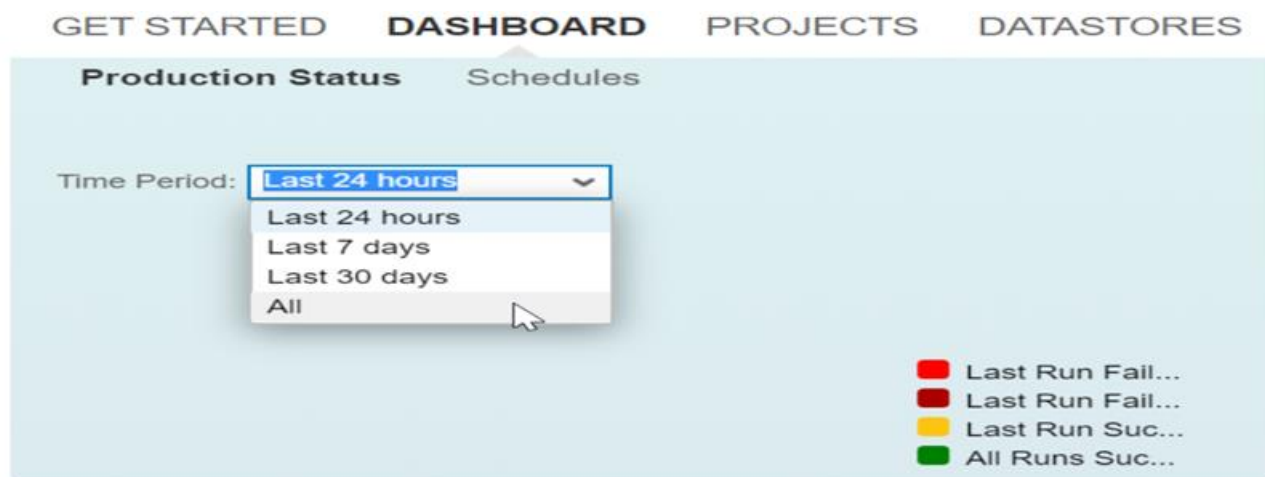 GET STARTED DASHBOARD PROJECTS DATASTORES
Production Status Schedules
Time Period: Last 24 hours
Last 24 hours
Last 7 days
Last 30 days
All
Last Run Fail...
Last Run Fail...
Last Run Suc...
All Runs Suc...